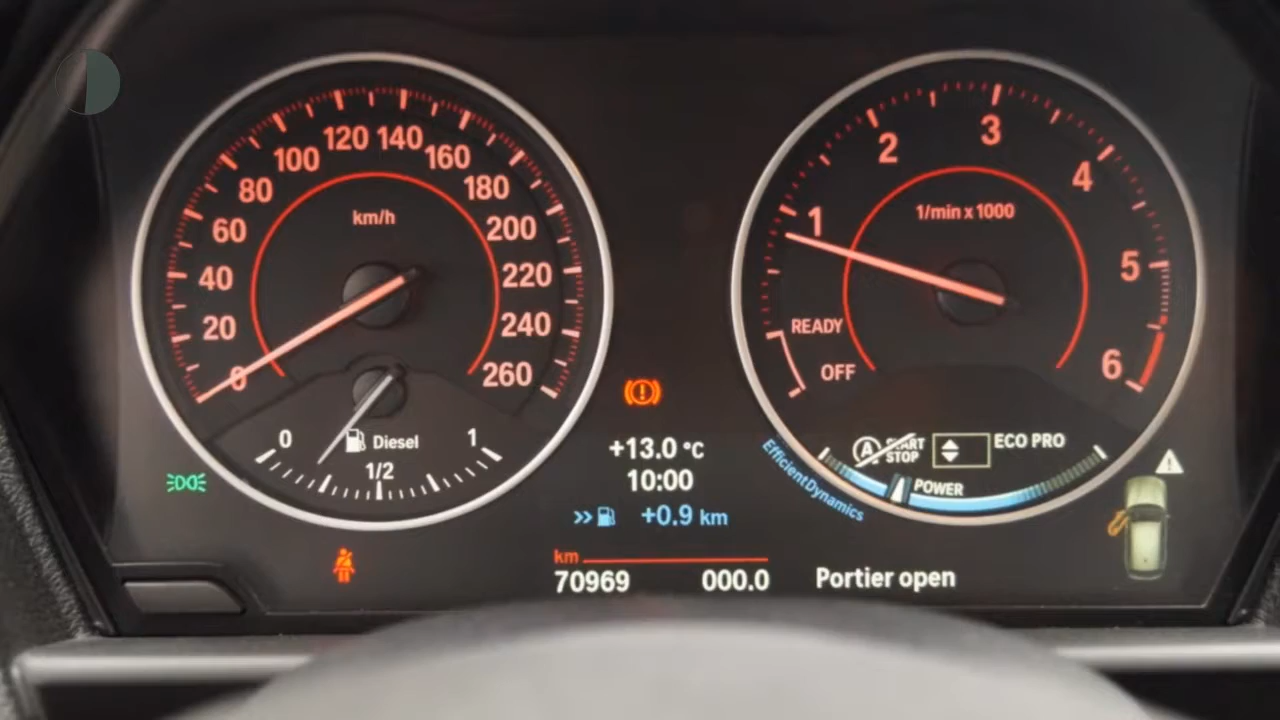 km/h
0
20
40
60
80
100
120
140
160
180
200
220
240
260
0
Diesel
1/2
1
+13.0 °C
10:00
>> +0.9 km
km
70969
000.0
1/min x 1000
OFF
READY
1
2
3
4
5
6
A START
STOP
ECO PRO
POWER
EfficientDynamics
Portier open